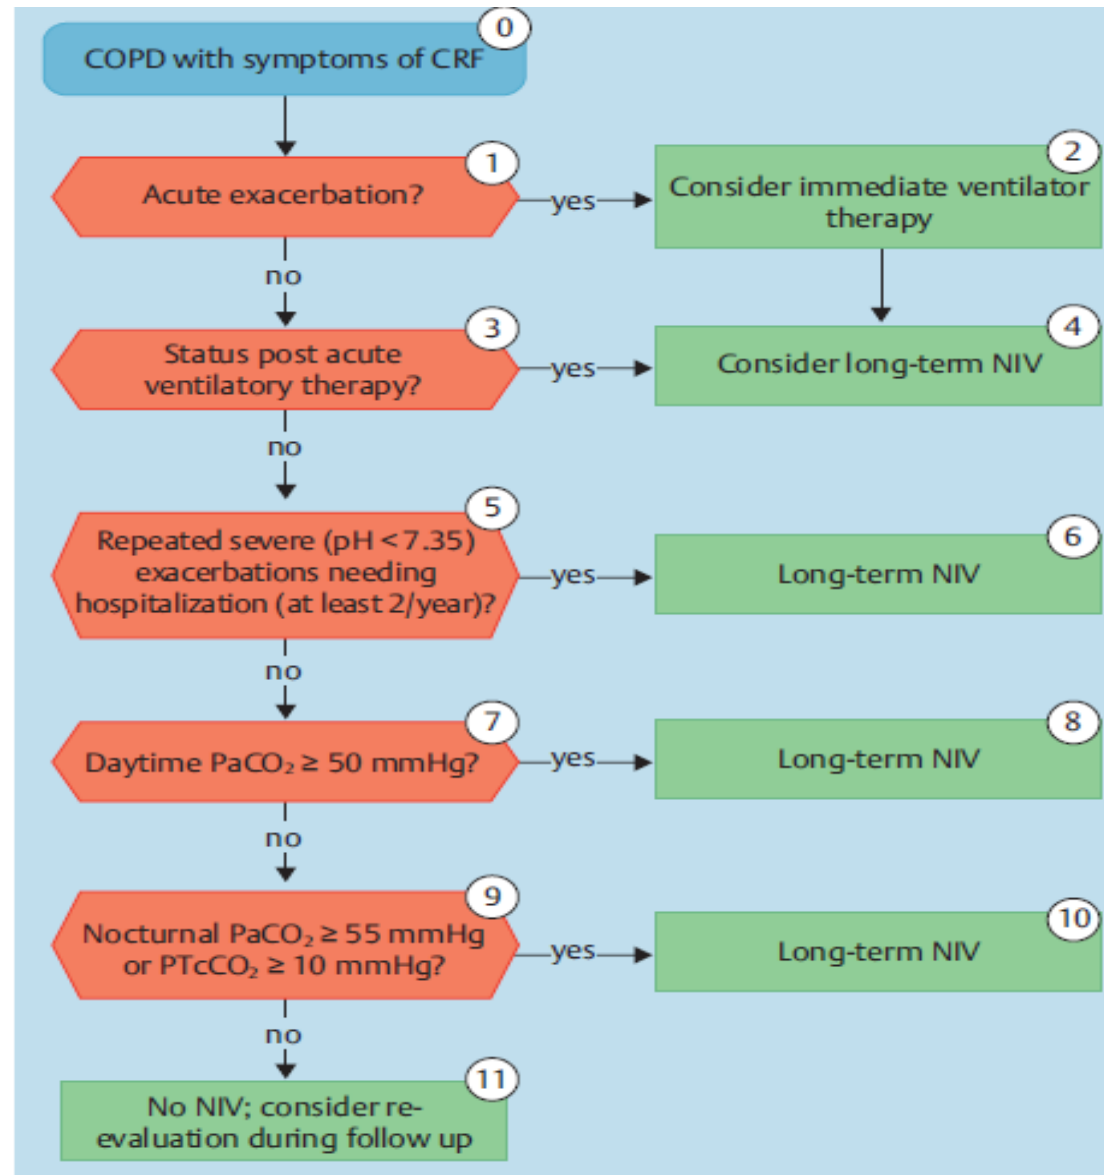 0
COPD with symptoms of CRF
1
Acute exacerbation?
yes
2
Consider immediate ventilator
therapy
no
3
Status post acute
ventilatory therapy?
yes
4
Consider long-term NIV
no
5
Repeated severe (pH < 7.35)
exacerbations needing
hospitalization (at least 2/year)?
yes
6
Long-term NIV
no
7
Daytime PaCO₂ ≥ 50 mmHg?
yes
8
Long-term NIV
no
9
Nocturnal PaCO₂ ≥ 55 mmHg
or PTcCO₂ ≥ 10 mmHg?
yes
10
Long-term NIV
no
11
No NIV; consider re-
evaluation during follow up